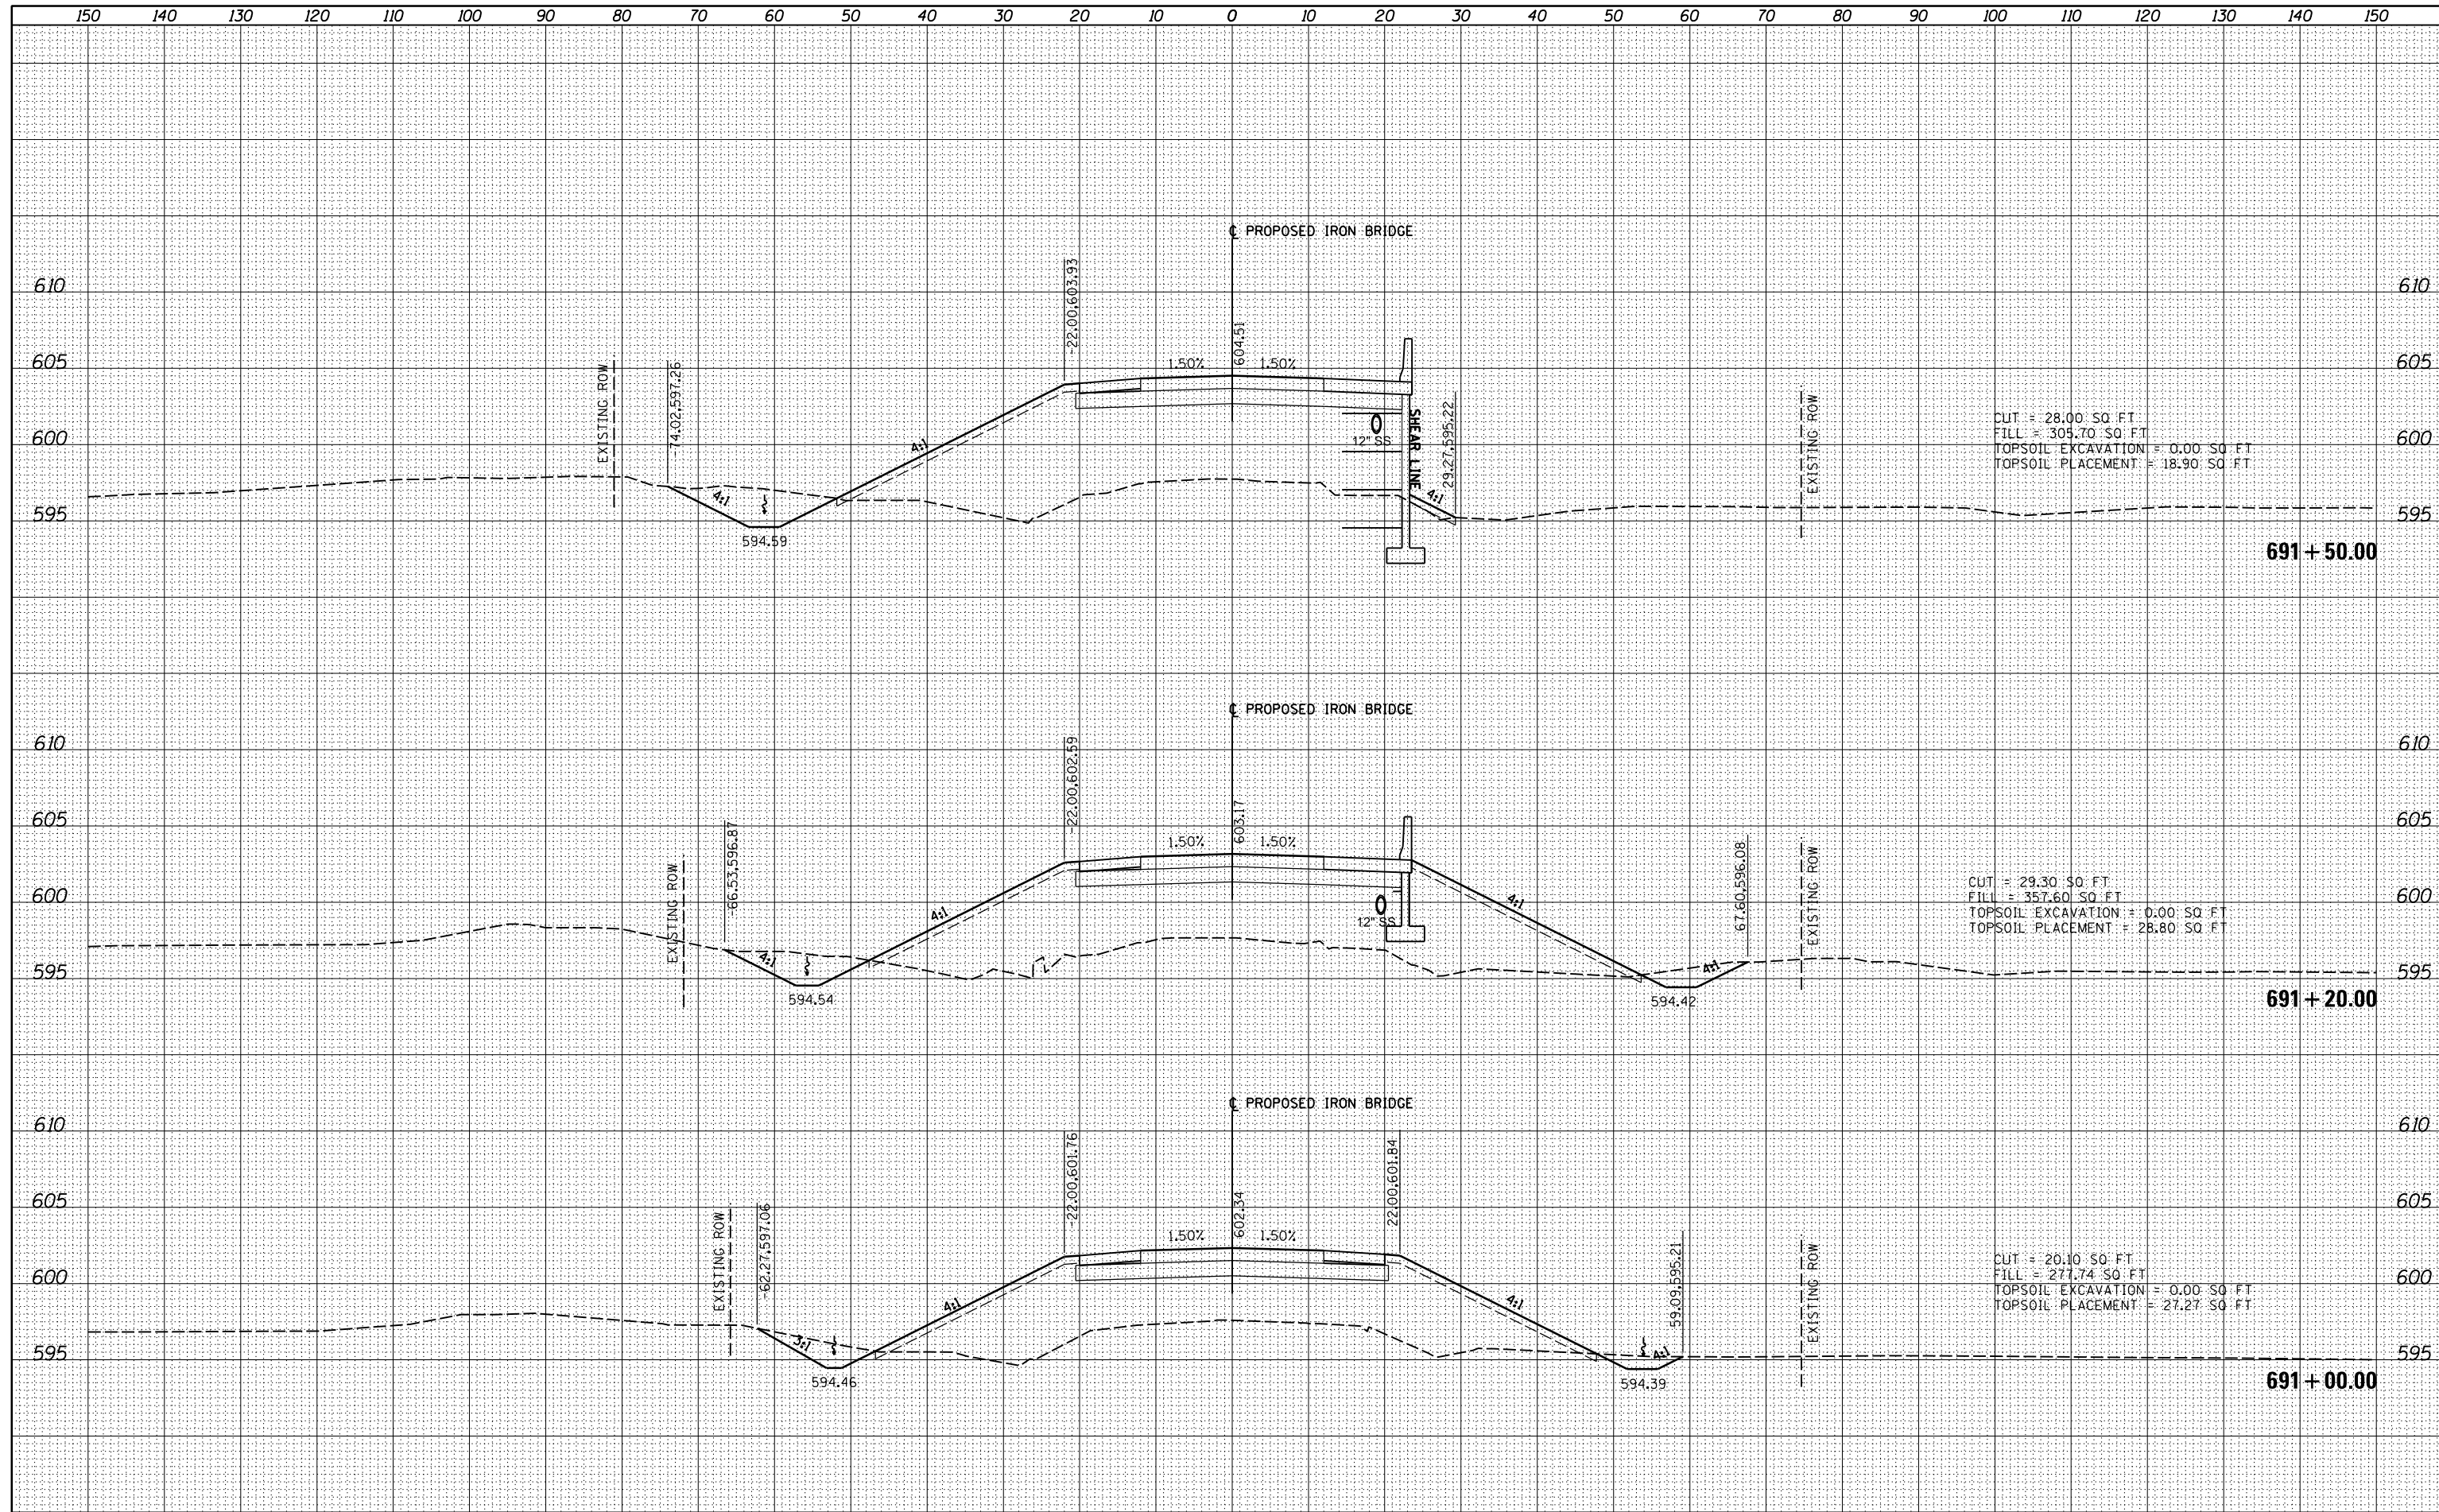 150 140 130 120 110 100 90 80 70 60 50 40 30 20 10 0 10 20 30 40 50 60 70 80 90 100 110 120 130 140 150
℄ PROPOSED IRON BRIDGE
-22.00,603.93
604.51
610 610
605 605
600 600
595 595
EXISTING ROW
-74.02,597.26
4:1
594.59
4:1
1.50% 1.50%
12" SS
SHEAR LINE
29.27,595.22
4:1
EXISTING ROW
CUT = 28.00 SQ FT
FILL = 305.70 SQ FT
TOPSOIL EXCAVATION = 0.00 SQ FT
TOPSOIL PLACEMENT = 18.90 SQ FT
691+50.00
℄ PROPOSED IRON BRIDGE
-22.00,602.59
603.17
610 610
605 605
600 600
595 595
EXISTING ROW
-66.53,596.87
4:1
594.54
4:1
1.50% 1.50%
12" SS
4:1
594.42
4:1
67.60,596.08
EXISTING ROW
CUT = 29.30 SQ FT
FILL = 357.60 SQ FT
TOPSOIL EXCAVATION = 0.00 SQ FT
TOPSOIL PLACEMENT = 28.80 SQ FT
691+20.00
℄ PROPOSED IRON BRIDGE
-22.00,601.76
602.34
22.00,601.84
610 610
605 605
600 600
595 595
EXISTING ROW
-62.27,597.06
3:1
594.46
4:1
1.50% 1.50%
4:1
594.39
4:1
59.09,595.21
EXISTING ROW
CUT = 20.10 SQ FT
FILL = 277.74 SQ FT
TOPSOIL EXCAVATION = 0.00 SQ FT
TOPSOIL PLACEMENT = 27.27 SQ FT
691+00.00